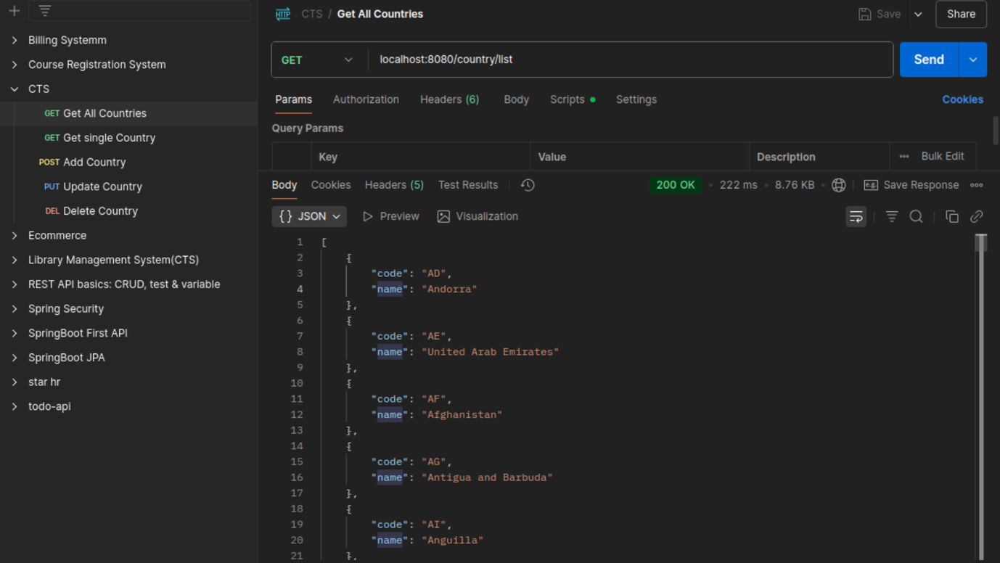 Billing Systemm
Course Registration System
CTS
GET Get All Countries
GET Get single Country
POST Add Country
PUT Update Country
DEL Delete Country
Ecommerce
Library Management System(CTS)
REST API basics: CRUD, test & variable
Spring Security
SpringBoot First API
SpringBoot JPA
star hr
todo-api
HTTP CTS / Get All Countries Save Share
GET localhost:8080/country/list Send
Params Authorization Headers (6) Body Scripts Settings Cookies
Query Params
Key Value Description Bulk Edit
Body Cookies Headers (5) Test Results 200 OK 222 ms 8.76 KB e.g. Save Response
{} JSON Preview Visualization
1 [
2 {
3 "code": "AD",
4 "name": "Andorra"
5 },
6 {
7 "code": "AE",
8 "name": "United Arab Emirates"
9 },
10 {
11 "code": "AF",
12 "name": "Afghanistan"
13 },
14 {
15 "code": "AG",
16 "name": "Antigua and Barbuda"
17 },
18 {
19 "code": "AI",
20 "name": "Anguilla"
21 },